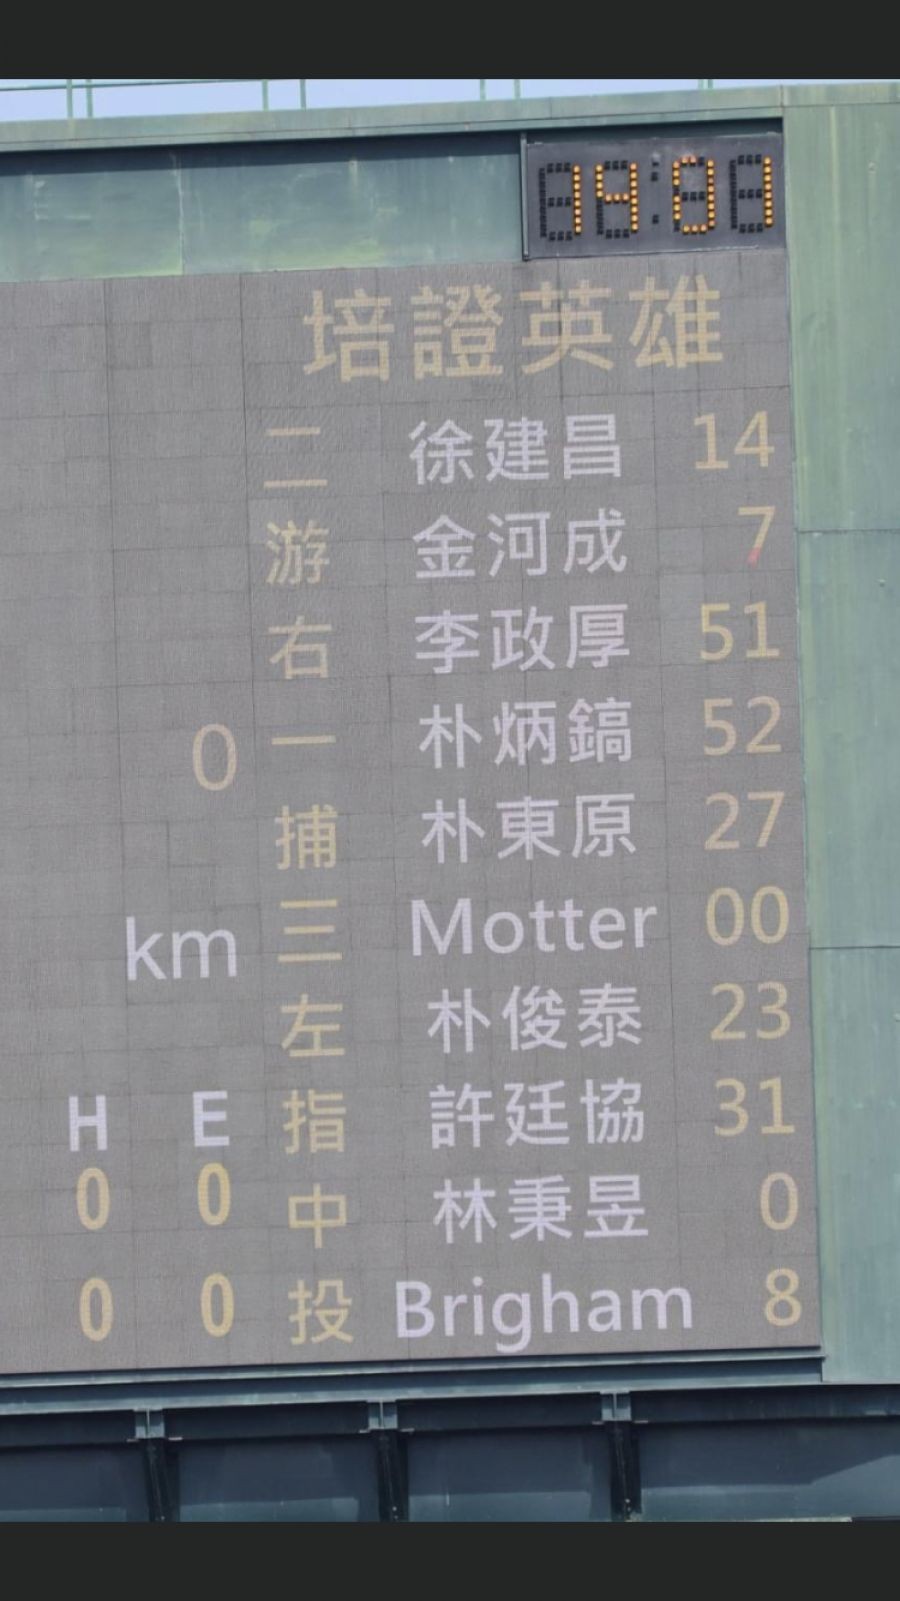 14:07
培證英雄
二 徐建昌 14
游 金河成 7
右 李政厚 51
0 一 朴炳鎬 52
捕 朴東原 27
km 三 Motter 00
左 朴俊泰 23
H E 指 許廷協 31
0 0 中 林秉昱 0
0 0 投 Brigham 8